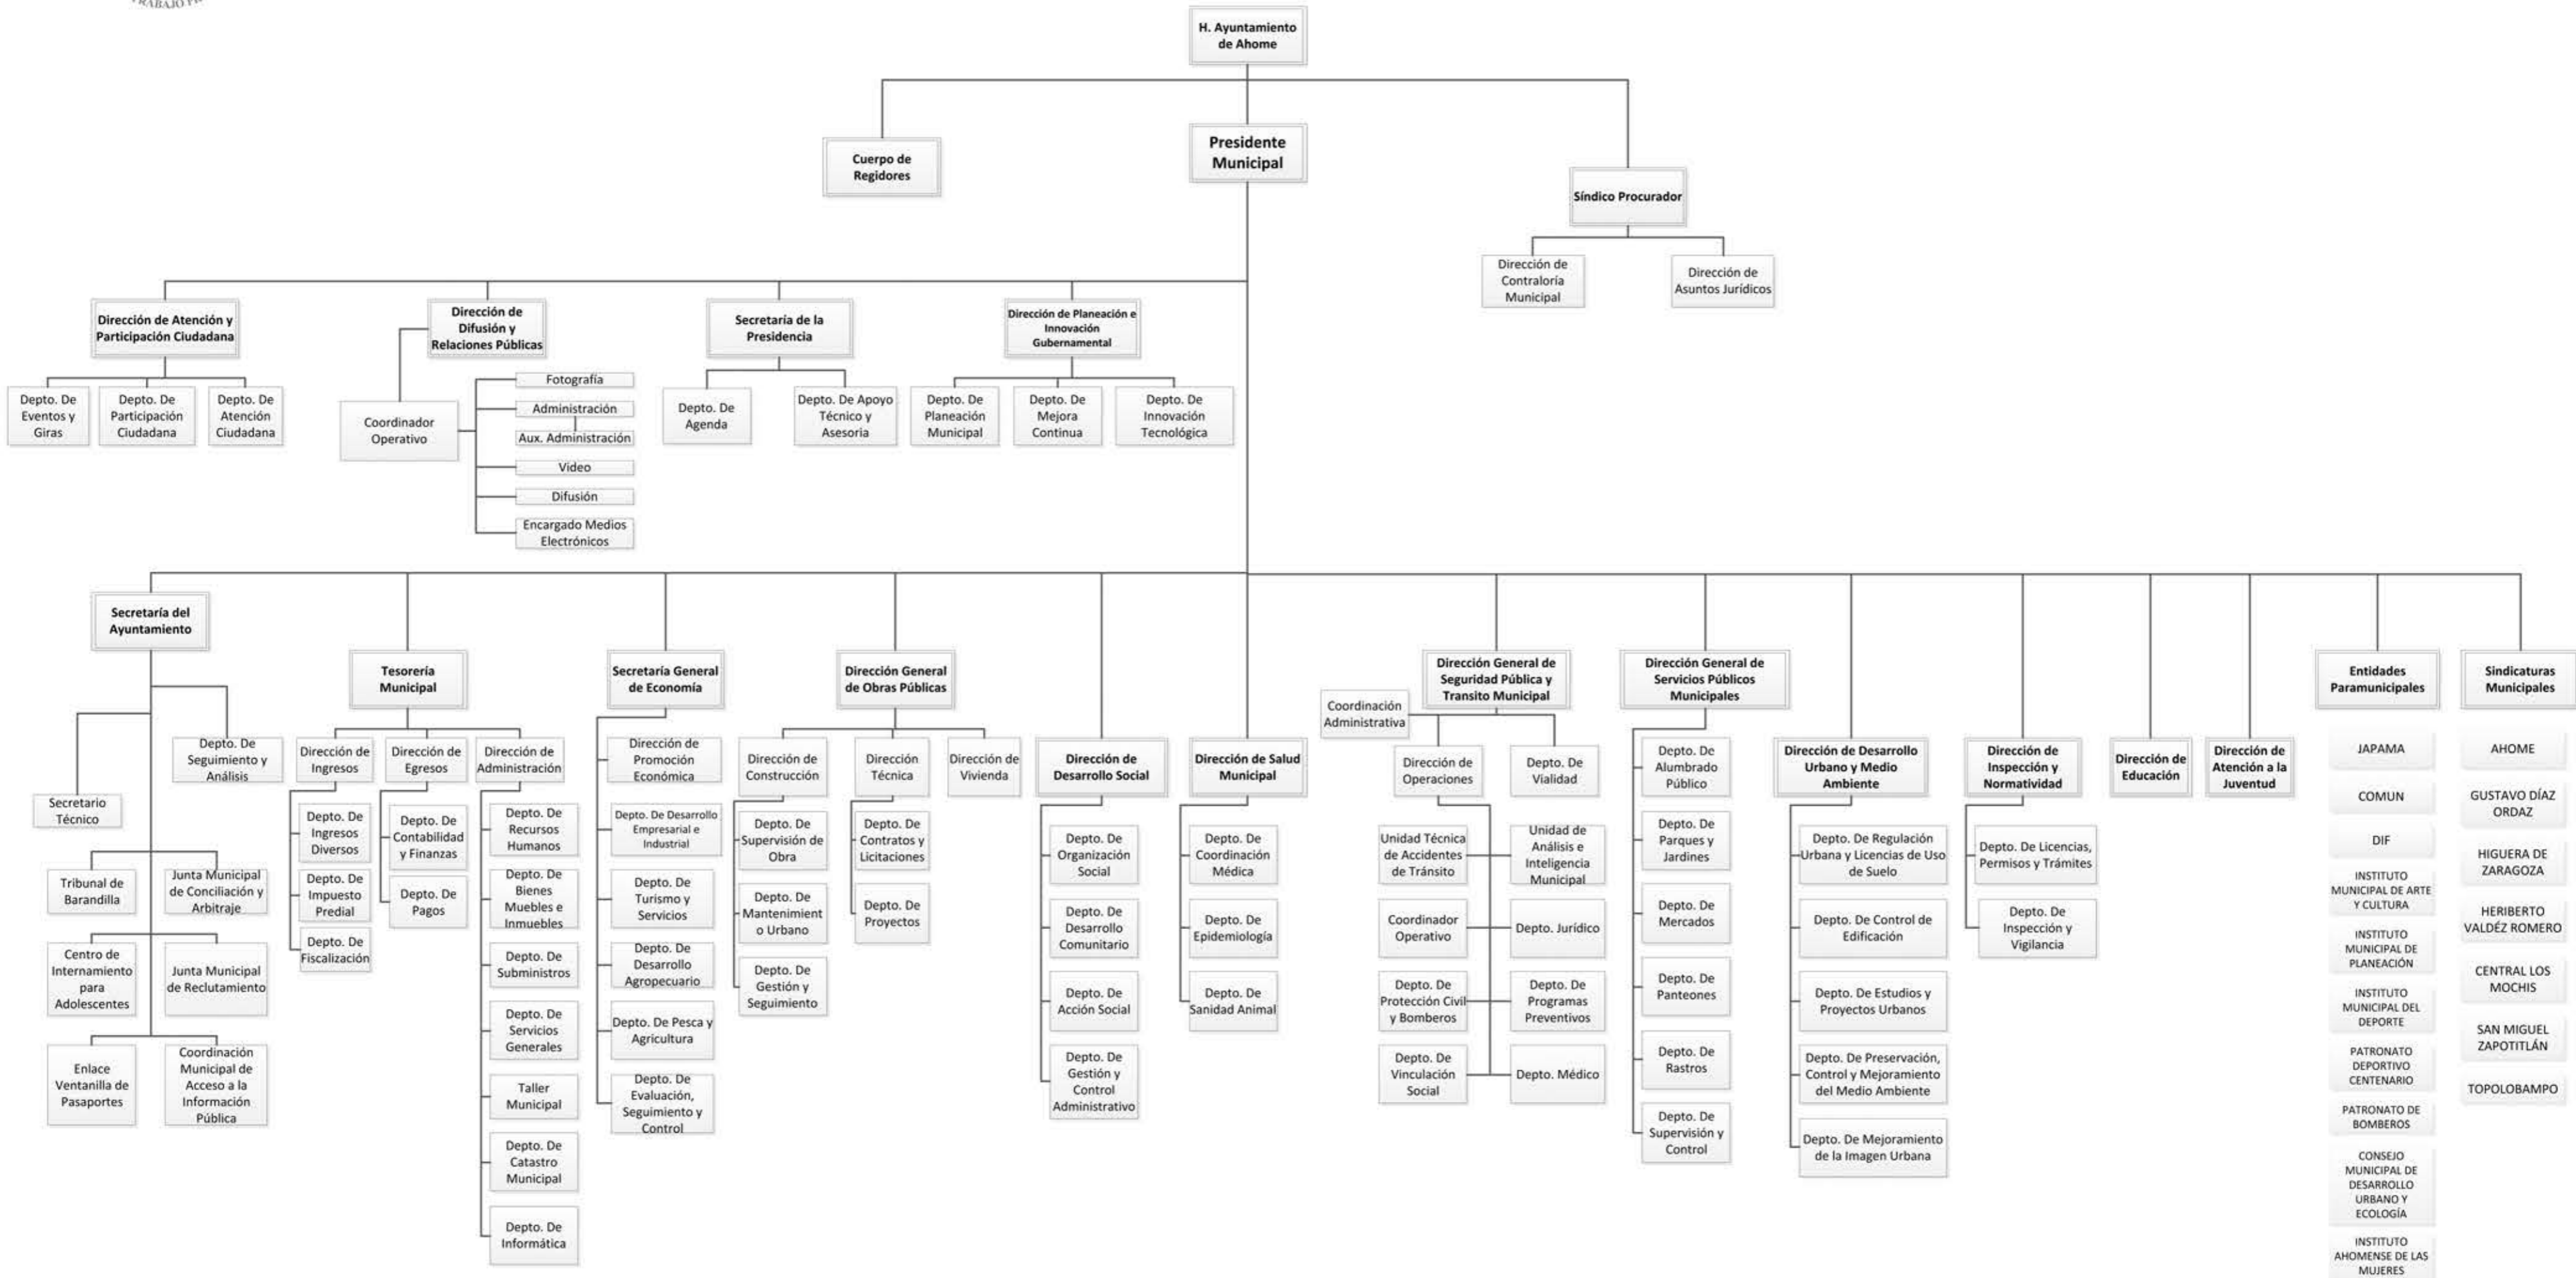 H. Ayuntamiento
de Ahome
Cuerpo de
Regidores
Presidente
Municipal
Síndico Procurador
Dirección de
Contraloría
Municipal
Dirección de
Asuntos Jurídicos
Dirección de Atención y
Participación Ciudadana
Depto. De
Eventos y
Giras
Depto. De
Participación
Ciudadana
Depto. De
Atención
Ciudadana
Dirección de
Difusión y
Relaciones Públicas
Coordinador
Operativo
Fotografía
Administración
Aux. Administración
Video
Difusión
Encargado Medios
Electrónicos
Secretaría de la
Presidencia
Depto. De
Agenda
Depto. De Apoyo
Técnico y
Asesoria
Dirección de Planeación e
Innovación
Gubernamental
Depto. De
Planeación
Municipal
Depto. De
Mejora
Continua
Depto. De
Innovación
Tecnológica
Secretaría del
Ayuntamiento
Depto. De
Seguimiento y
Análisis
Secretario
Técnico
Tribunal de
Barandilla
Junta Municipal
de Conciliación y
Arbitraje
Centro de
Internamiento
para
Adolescentes
Junta Municipal
de Reclutamiento
Enlace
Ventanilla de
Pasaportes
Coordinación
Municipal de
Acceso a la
Información
Pública
Tesorería
Municipal
Dirección de
Ingresos
Depto. De
Ingresos
Diversos
Depto. De
Impuesto
Predial
Depto. De
Fiscalización
Dirección de
Egresos
Depto. De
Contabilidad
y Finanzas
Depto. De
Pagos
Dirección de
Administración
Depto. De
Recursos
Humanos
Depto. De
Bienes
Muebles e
Inmuebles
Depto. De
Subministros
Depto. De
Servicios
Generales
Taller
Municipal
Depto. De
Catastro
Municipal
Depto. De
Informática
Secretaría General
de Economía
Dirección de
Promoción
Económica
Depto. De Desarrollo
Empresarial e
Industrial
Depto. De
Turismo y
Servicios
Depto. De
Desarrollo
Agropecuario
Depto. De Pesca y
Agricultura
Depto. De
Evaluación,
Seguimiento y
Control
Dirección General
de Obras Públicas
Dirección de
Construcción
Depto. De
Supervisión de
Obra
Depto. De
Mantenimient
o Urbano
Depto. De
Gestión y
Seguimiento
Dirección
Técnica
Depto. De
Contratos y
Licitaciones
Depto. De
Proyectos
Dirección de
Vivienda
Dirección de
Desarrollo Social
Depto. De
Organización
Social
Depto. De
Desarrollo
Comunitario
Depto. De
Acción Social
Depto. De
Gestión y
Control
Administrativo
Dirección de Salud
Municipal
Depto. De
Coordinación
Médica
Depto. De
Epidemiología
Depto. De
Sanidad Animal
Dirección General de
Seguridad Pública y
Transito Municipal
Coordinación
Administrativa
Dirección de
Operaciones
Depto. De
Vialidad
Unidad Técnica
de Accidentes
de Tránsito
Unidad de
Análisis e
Inteligencia
Municipal
Coordinador
Operativo
Depto. Jurídico
Depto. De
Protección Civil
y Bomberos
Depto. De
Programas
Preventivos
Depto. De
Vinculación
Social
Depto. Médico
Dirección General de
Servicios Públicos
Municipales
Depto. De
Alumbrado
Público
Depto. De
Parques y
Jardines
Depto. De
Mercados
Depto. De
Panteones
Depto. De
Rastros
Depto. De
Supervisión y
Control
Dirección de Desarrollo
Urbano y Medio
Ambiente
Depto. De Regulación
Urbana y Licencias de Uso
de Suelo
Depto. De Control de
Edificación
Depto. De Estudios y
Proyectos Urbanos
Depto. De Preservación,
Control y Mejoramiento
del Medio Ambiente
Depto. De Mejoramiento
de la Imagen Urbana
Dirección de
Inspección y
Normatividad
Depto. De Licencias,
Permisos y Trámites
Depto. De
Inspección y
Vigilancia
Dirección de
Educación
Dirección de
Atención a la
Juventud
Entidades
Paramunicipales
JAPAMA
COMUN
DIF
INSTITUTO
MUNICIPAL DE ARTE
Y CULTURA
INSTITUTO
MUNICIPAL DE
PLANEACIÓN
INSTITUTO
MUNICIPAL DEL
DEPORTE
PATRONATO
DEPORTIVO
CENTENARIO
PATRONATO DE
BOMBEROS
CONSEJO
MUNICIPAL DE
DESARROLLO
URBANO Y
ECOLOGÍA
INSTITUTO
AHOMENSE DE LAS
MUJERES
Sindicaturas
Municipales
AHOME
GUSTAVO DÍAZ
ORDAZ
HIGUERA DE
ZARAGOZA
HERIBERTO
VALDÉZ ROMERO
CENTRAL LOS
MOCHIS
SAN MIGUEL
ZAPOTITLÁN
TOPOLOBAMPO